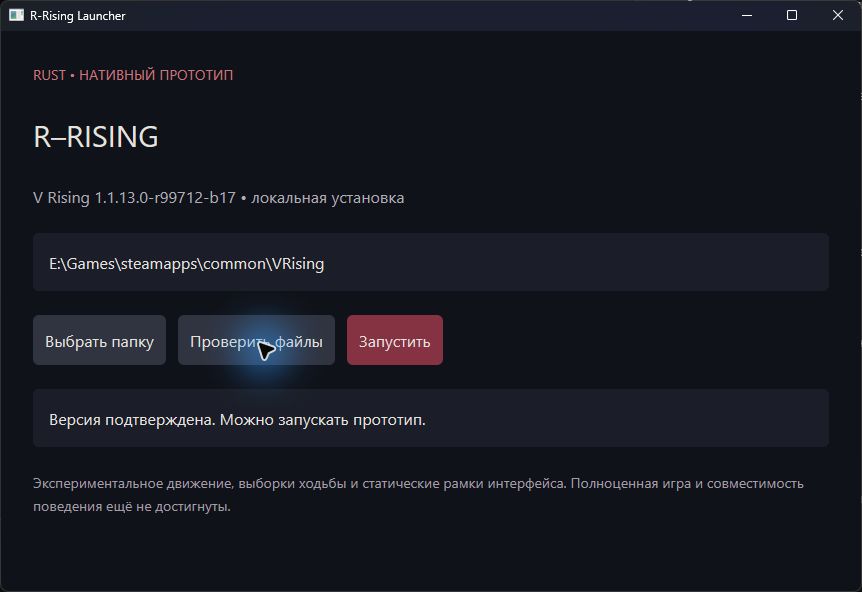 R-Rising Launcher
RUST • НАТИВНЫЙ ПРОТОТИП
R–RISING
V Rising 1.1.13.0-r99712-b17 • локальная установка
E:\Games\steamapps\common\VRising
Выбрать папку
Проверить файлы
Запустить
Версия подтверждена. Можно запускать прототип.
Экспериментальное движение, выборки ходьбы и статические рамки интерфейса. Полноценная игра и совместимость
поведения ещё не достигнуты.